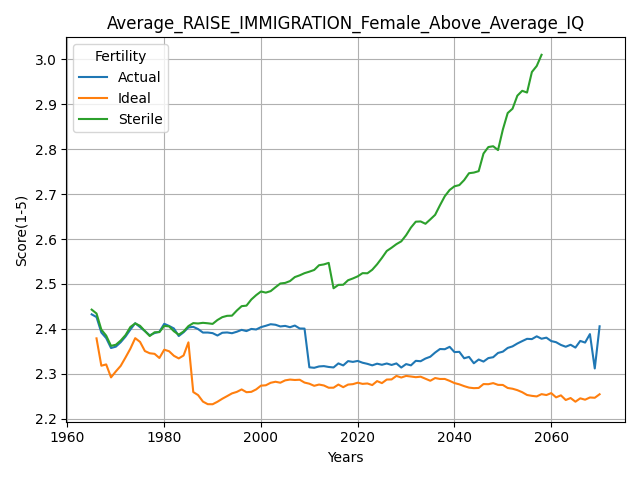 Average_RAISE_IMMIGRATION_Female_Above_Average_IQ
Fertility
Actual
Ideal
Sterile
Score(1-5)
3.0
2.9
2.8
2.7
2.6
2.5
2.4
2.3
2.2
1960
1980
2000
2020
2040
2060
Years